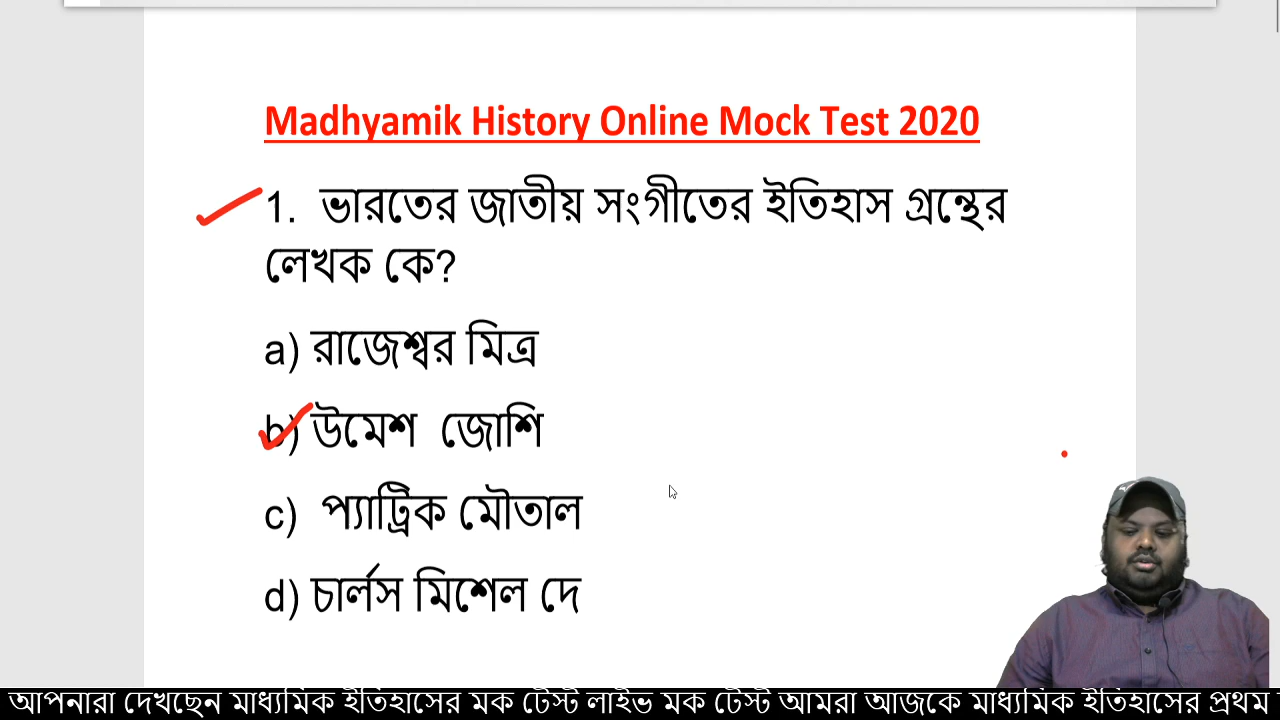 Madhyamik History Online Mock Test 2020
1. ভারতের জাতীয় সংগীতের ইতিহাস গ্রন্থের
লেখক কে?
a) রাজেশ্বর মিত্র
b) উমেশ জোশি
c) প্যাট্রিক মৌতাল
d) চার্লস মিশেল দে
আপনারা দেখছেন মাধ্যমিক ইতিহাসের মক টেস্ট লাইভ মক টেস্ট আমরা আজকে মাধ্যমিক ইতিহাসের প্রথম